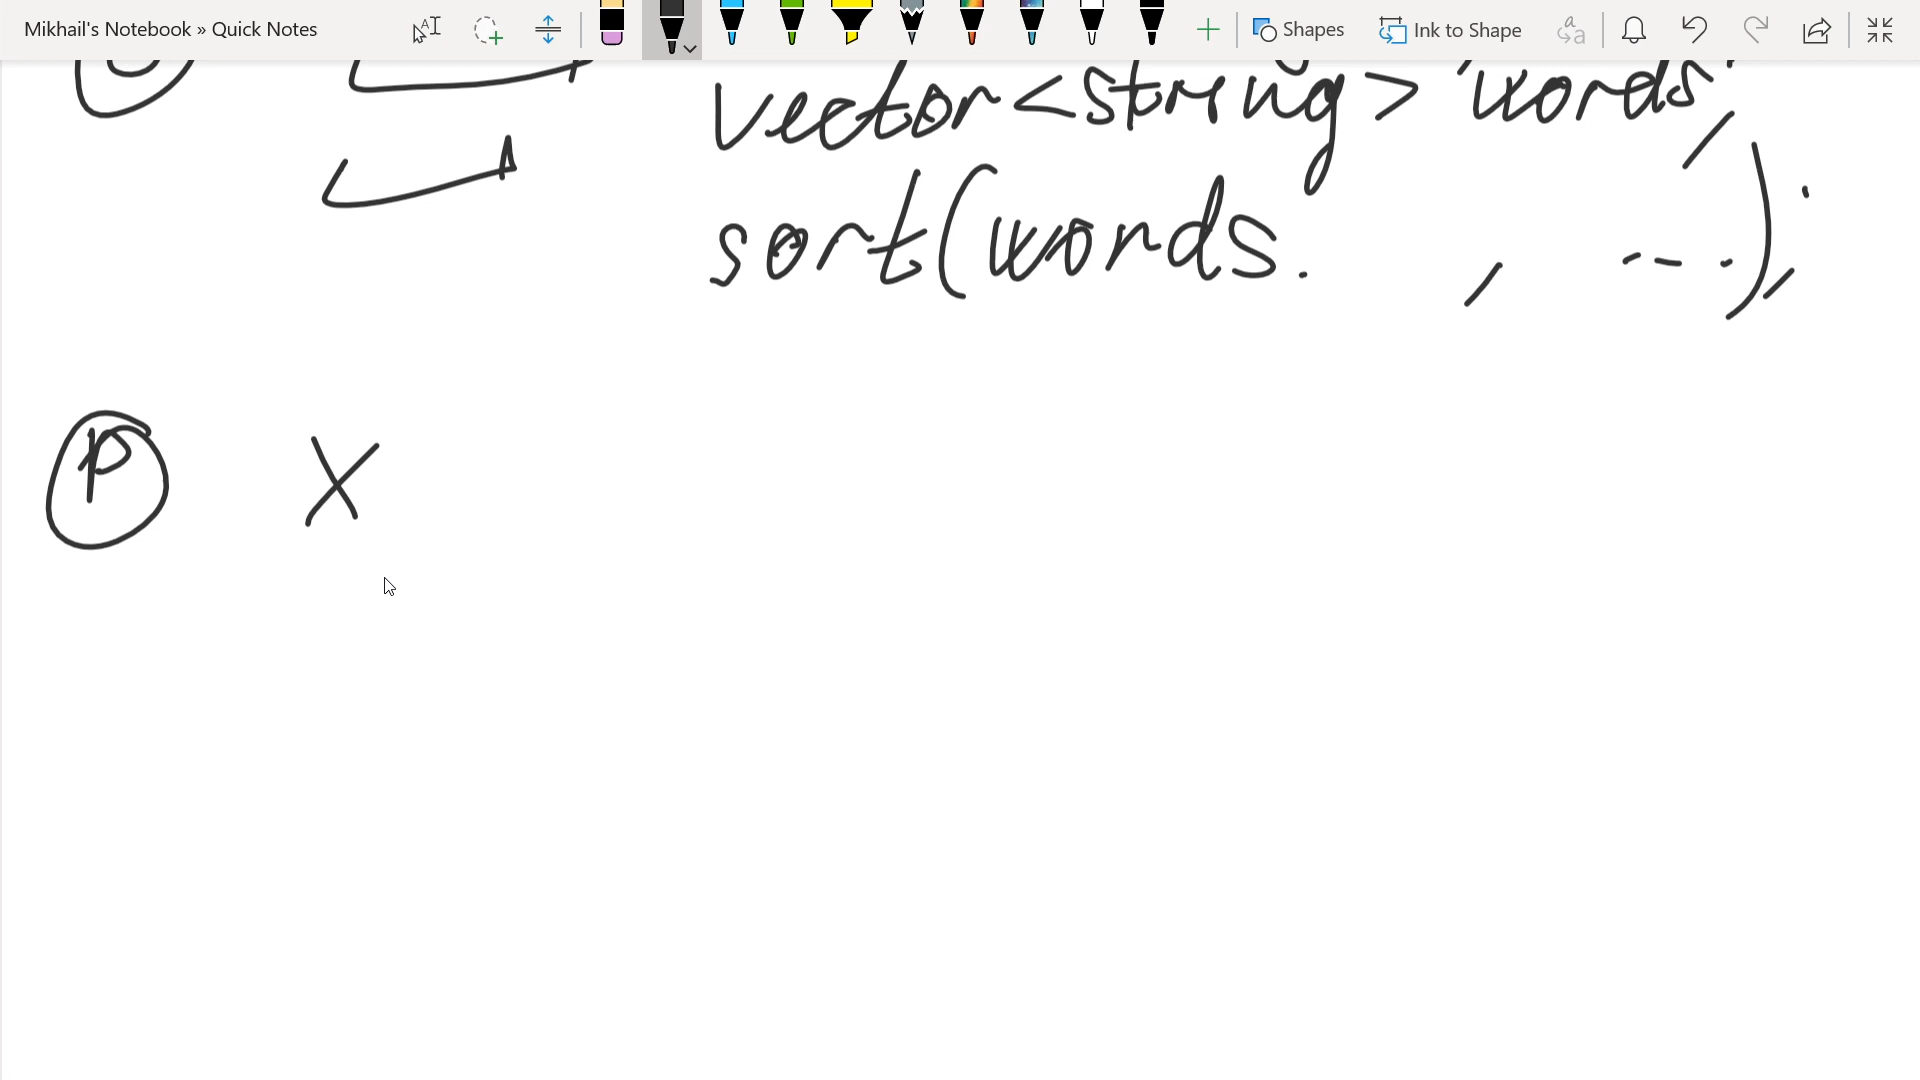 Mikhail's Notebook » Quick Notes
Shapes
Ink to Shape
vector<string> words;
sort(words. , ---);
P X